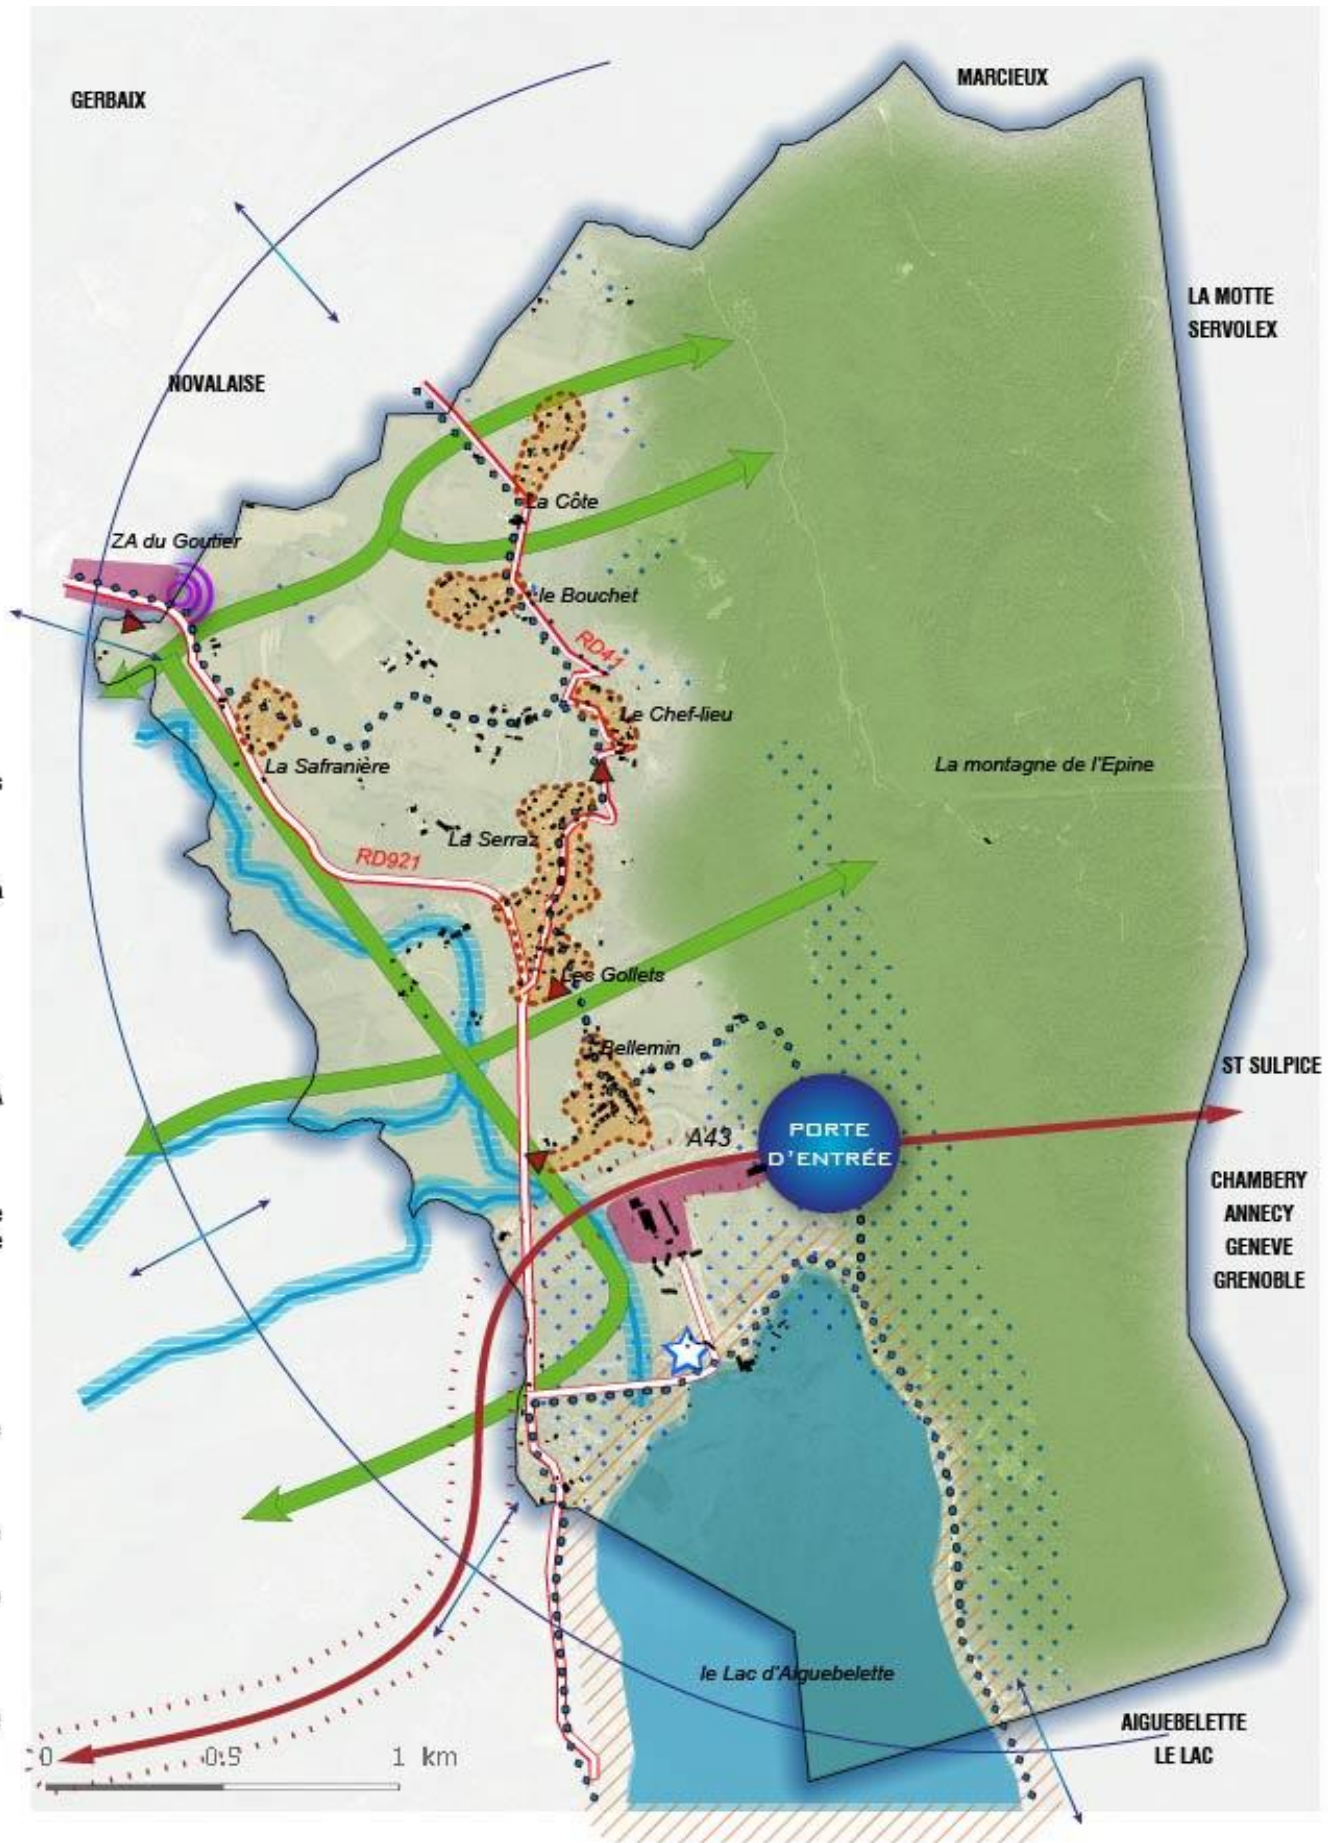 MARCIEUX
GERBAIX
LA MOTTE
SERVOLEX
NOVALAISE
La Côte
ZA du Goutier
le Bouchet
RD41
Le Chef-lieu
La Safranière
La montagne de l'Epine
La Serraz
RD921
Les Gollets
Bellemin
ST SULPICE
A43
PORTE
D'ENTRÉE
CHAMBERY
ANNECY
GENEVE
GRENOBLE
le Lac d'Aiguebelette
AIGUEBELETTE
LE LAC
0 0.5 1 km